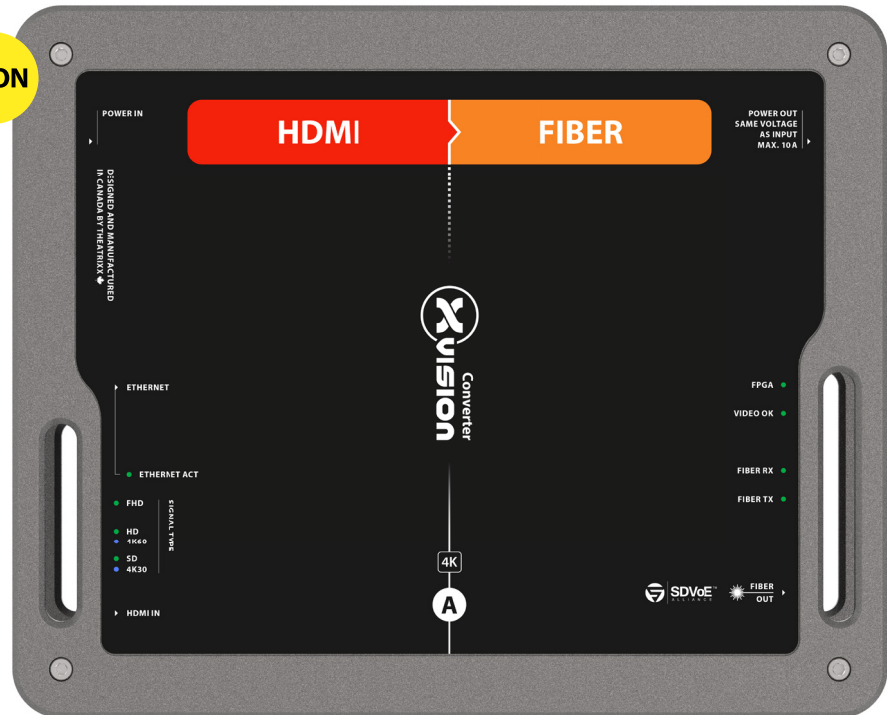 ON
HDMI
FIBER
POWER IN
POWER OUT
SAME VOLTAGE
AS INPUT
MAX. 10A
DESIGNED AND MANUFACTURED
IN CANADA BY THEATRIXX
X
VISION
Converter
ETHERNET
ETHERNET ACT
FHD
HD
4K60
SD
4K30
SIGNAL TYPE
HDMI IN
FPGA
VIDEO OK
FIBER RX
FIBER TX
4K
A
SDVoE™
ALLIANCE
FIBER
OUT